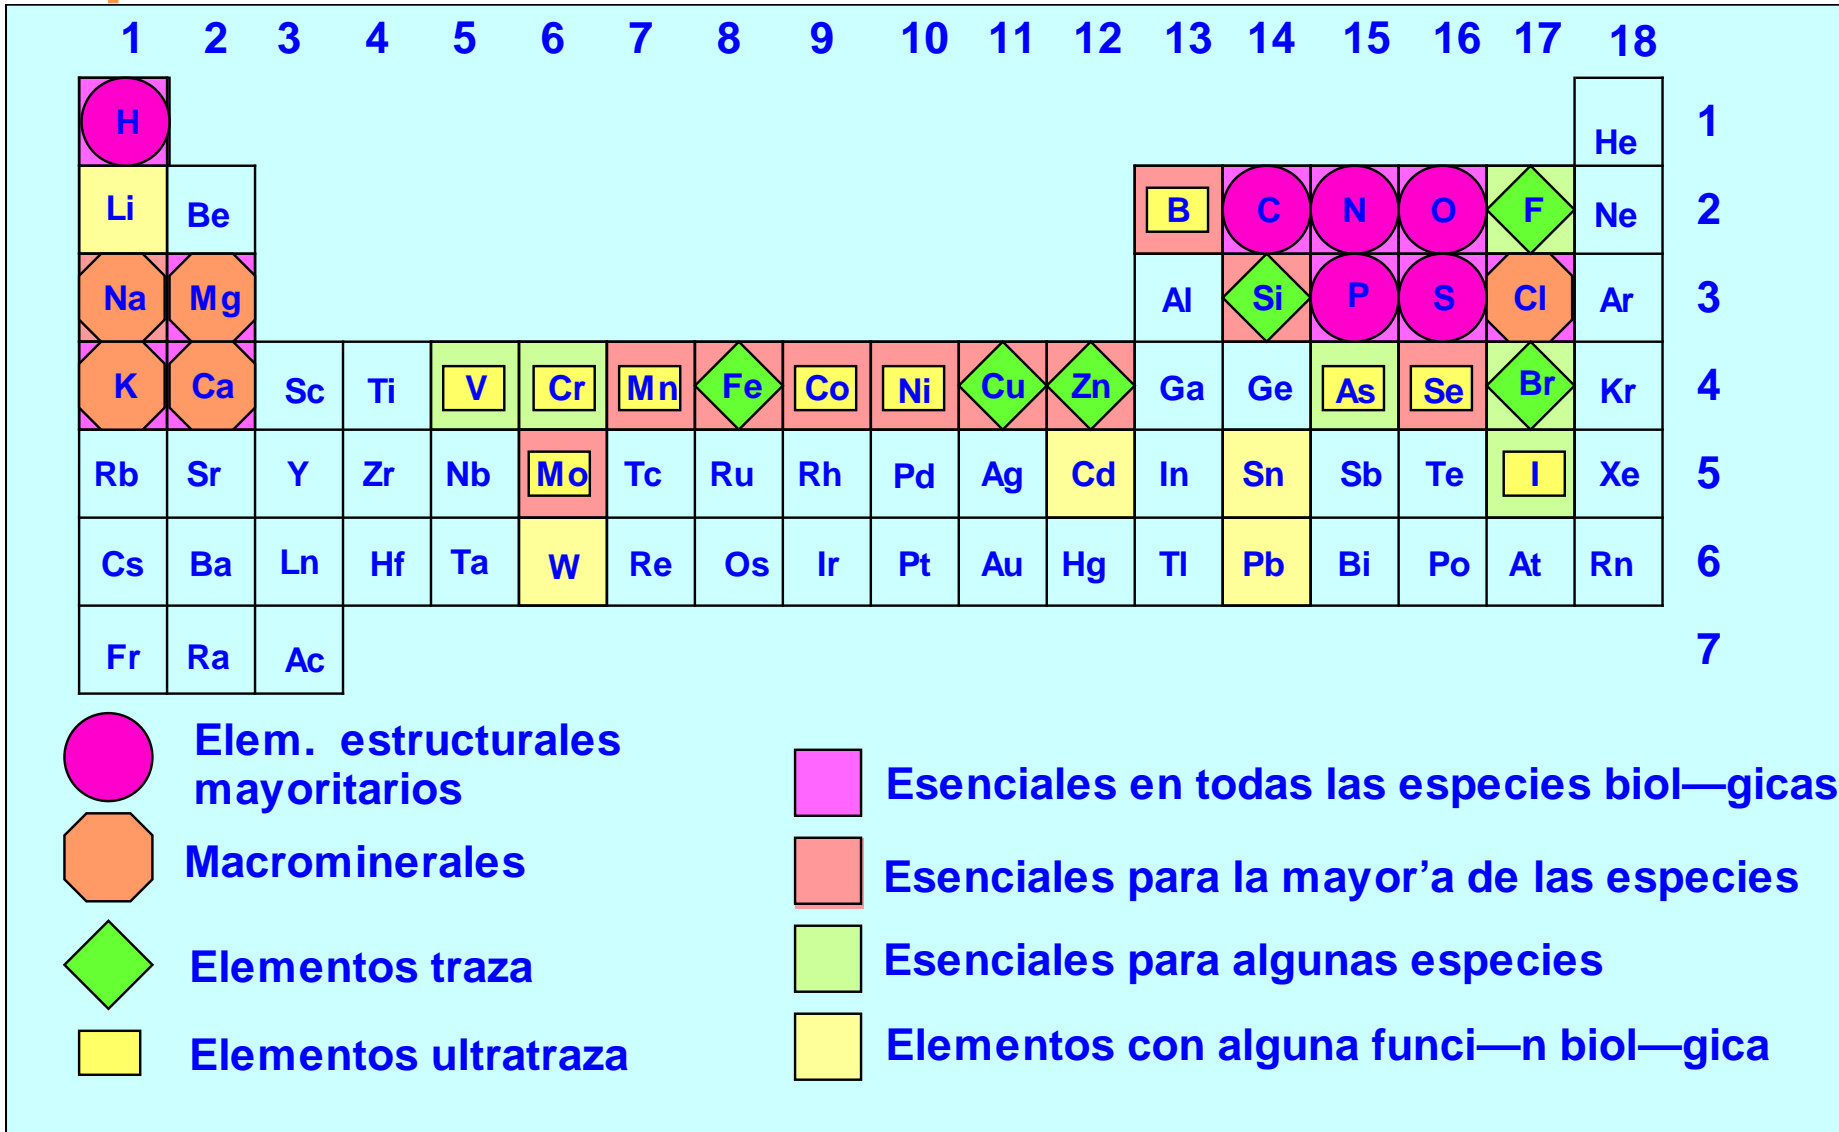 1 2 3 4 5 6 7 8 9 10 11 12 13 14 15 16 17 18
H He 1
Li Be B C N O F Ne 2
Na Mg Al Si P S Cl Ar 3
K Ca Sc Ti V Cr Mn Fe Co Ni Cu Zn Ga Ge As Se Br Kr 4
Rb Sr Y Zr Nb Mo Tc Ru Rh Pd Ag Cd In Sn Sb Te I Xe 5
Cs Ba Ln Hf Ta W Re Os Ir Pt Au Hg Tl Pb Bi Po At Rn 6
Fr Ra Ac 7
Elem. estructurales
mayoritarios
Macrominerales
Elementos traza
Elementos ultratraza
Esenciales en todas las especies biol—gicas
Esenciales para la mayor’a de las especies
Esenciales para algunas especies
Elementos con alguna funci—n biol—gica